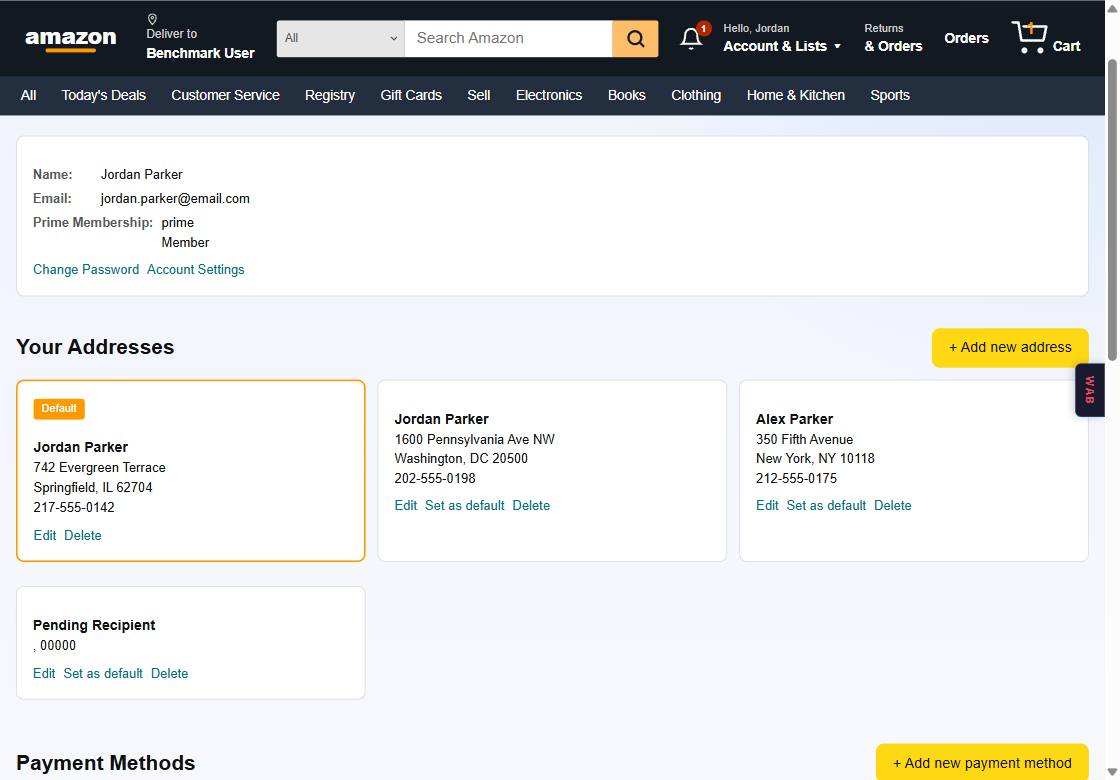 amazon
Deliver to
Benchmark User
All
Search Amazon
1
Hello, Jordan
Account & Lists
Returns
& Orders
Orders
1
Cart
All
Today's Deals
Customer Service
Registry
Gift Cards
Sell
Electronics
Books
Clothing
Home & Kitchen
Sports
Name: Jordan Parker
Email: jordan.parker@email.com
Prime Membership: prime
Member
Change Password Account Settings
Your Addresses
+ Add new address
WAB
Default
Jordan Parker
742 Evergreen Terrace
Springfield, IL 62704
217-555-0142
Edit Delete
Jordan Parker
1600 Pennsylvania Ave NW
Washington, DC 20500
202-555-0198
Edit Set as default Delete
Alex Parker
350 Fifth Avenue
New York, NY 10118
212-555-0175
Edit Set as default Delete
Pending Recipient
, 00000
Edit Set as default Delete
Payment Methods
+ Add new payment method